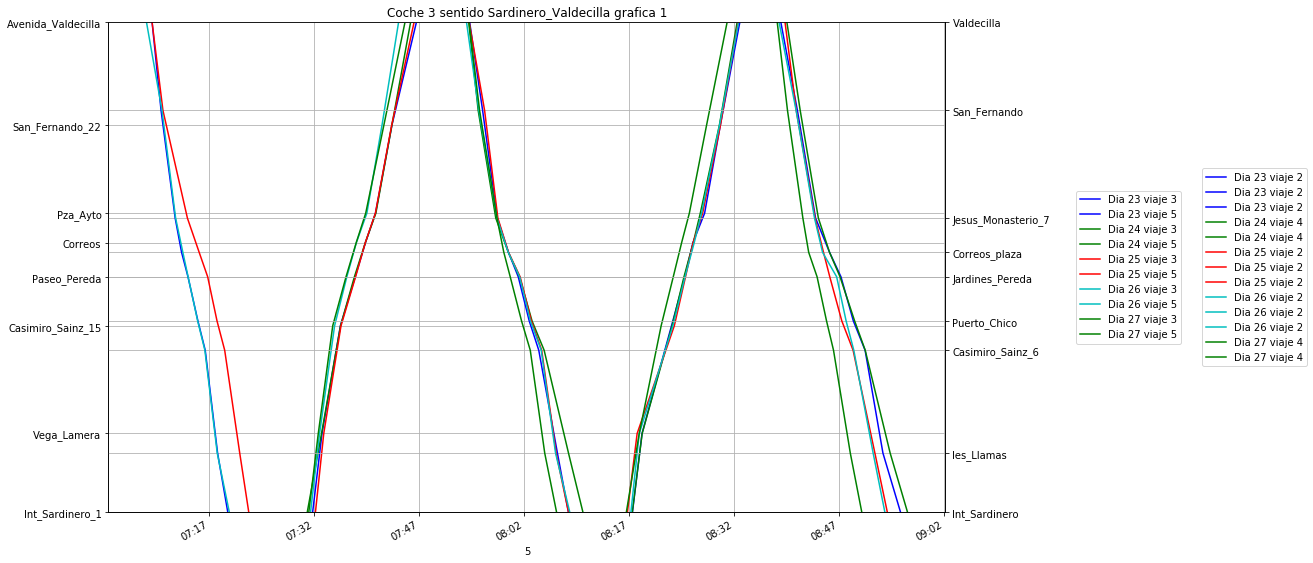 Coche 3 sentido Sardinero_Valdecilla grafica 1
Avenida_Valdecilla
San_Fernando_22
Pza_Ayto
Correos
Paseo_Pereda
Casimiro_Sainz_15
Vega_Lamera
Int_Sardinero_1
Valdecilla
San_Fernando
Jesus_Monasterio_7
Correos_plaza
Jardines_Pereda
Puerto_Chico
Casimiro_Sainz_6
Ies_Llamas
Int_Sardinero
07:17
07:32
07:47
08:02
08:17
08:32
08:47
09:02
5
Dia 23 viaje 3
Dia 23 viaje 5
Dia 24 viaje 3
Dia 24 viaje 5
Dia 25 viaje 3
Dia 25 viaje 5
Dia 26 viaje 3
Dia 26 viaje 5
Dia 27 viaje 3
Dia 27 viaje 5
Dia 23 viaje 2
Dia 23 viaje 2
Dia 23 viaje 2
Dia 24 viaje 4
Dia 24 viaje 4
Dia 25 viaje 2
Dia 25 viaje 2
Dia 25 viaje 2
Dia 26 viaje 2
Dia 26 viaje 2
Dia 26 viaje 2
Dia 27 viaje 4
Dia 27 viaje 4